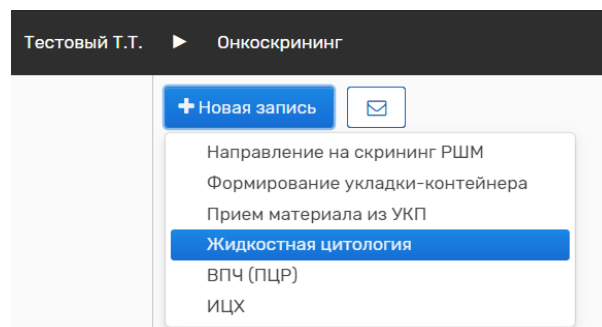 Тестовый Т.Т. ► Онкоскрининг
+ Новая запись
Направление на скрининг РШМ
Формирование укладки-контейнера
Прием материала из УКП
Жидкостная цитология
ВПЧ (ПЦР)
ИЦХ